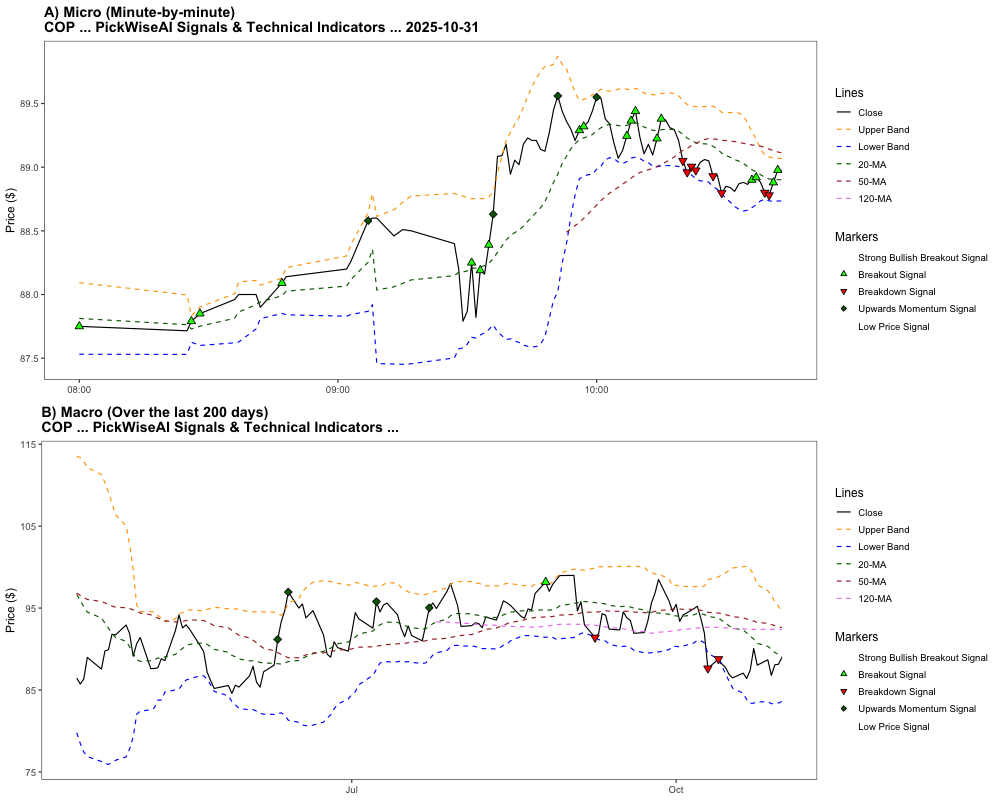 A) Micro (Minute-by-minute)
COP ... PickWiseAI Signals & Technical Indicators ... 2025-10-31
Price ($)
89.5
89.0
88.5
88.0
87.5
08:00
09:00
10:00
Lines
Close
Upper Band
Lower Band
20-MA
50-MA
120-MA
Markers
Strong Bullish Breakout Signal
Breakout Signal
Breakdown Signal
Upwards Momentum Signal
Low Price Signal
B) Macro (Over the last 200 days)
COP ... PickWiseAI Signals & Technical Indicators ...
Price ($)
115
105
95
85
75
Jul
Oct
Lines
Close
Upper Band
Lower Band
20-MA
50-MA
120-MA
Markers
Strong Bullish Breakout Signal
Breakout Signal
Breakdown Signal
Upwards Momentum Signal
Low Price Signal